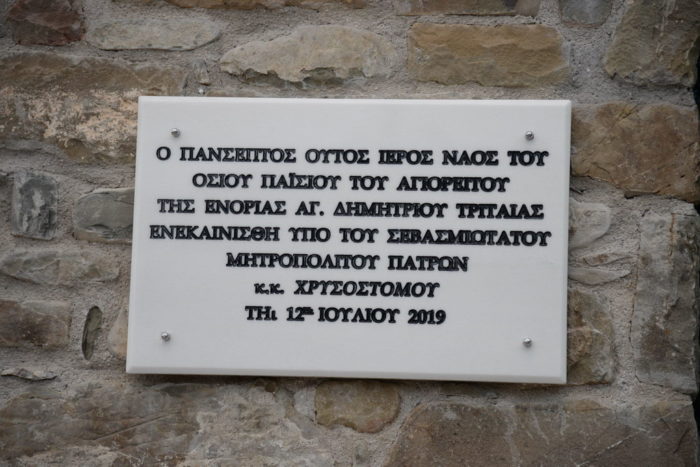 Ο ΠΑΝΣΕΠΤΟΣ ΟΥΤΟΣ ΙΕΡΟΣ ΝΑΟΣ ΤΟΥ
ΟΣΙΟΥ ΠΑΪΣΙΟΥ ΤΟΥ ΑΓΙΟΡΕΙΤΟΥ
ΤΗΣ ΕΝΟΡΙΑΣ ΑΓ. ΔΗΜΗΤΡΙΟΥ ΤΡΙΤΑΙΑΣ
ΕΝΕΚΑΙΝΙΣΘΗ ΥΠΟ ΤΟΥ ΣΕΒΑΣΜΙΩΤΑΤΟΥ
ΜΗΤΡΟΠΟΛΙΤΟΥ ΠΑΤΡΩΝ
κ.κ. ΧΡΥΣΟΣΤΟΜΟΥ
ΤΗι 12ην ΙΟΥΛΙΟΥ 2019